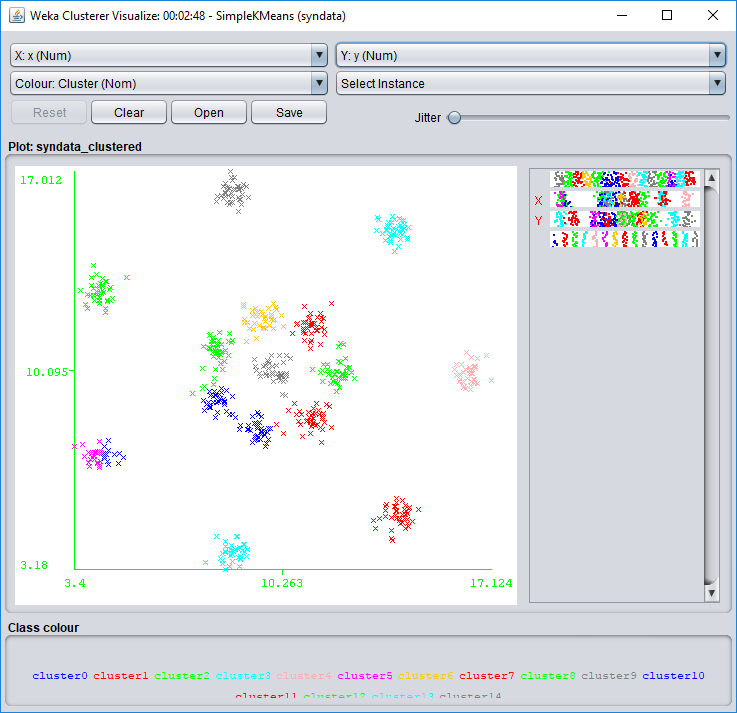 Weka Clusterer Visualize: 00:02:48 - SimpleKMeans (syndata)
X: x (Num) Y: y (Num)
Colour: Cluster (Nom) Select Instance
Reset Clear Open Save Jitter
Plot: syndata_clustered
17.012
X
Y
10.095
3.18
3.4 10.263 17.124
Class colour
cluster0 cluster1 cluster2 cluster3 cluster4 cluster5 cluster6 cluster7 cluster8 cluster9 cluster10
cluster11 cluster12 cluster13 cluster14